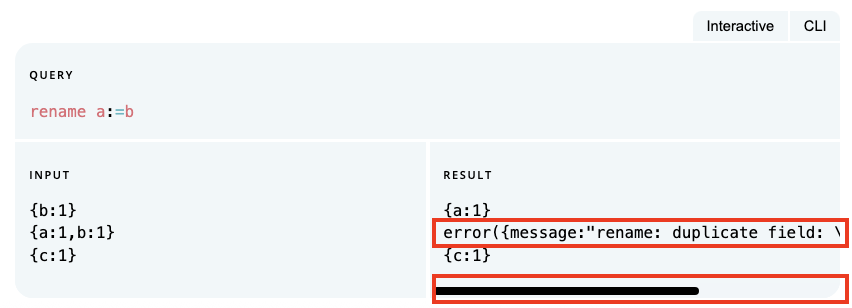 Interactive CLI
QUERY
rename a:=b
INPUT
{b:1}
{a:1,b:1}
{c:1}
RESULT
{a:1}
error({message:"rename: duplicate field: \
{c:1}